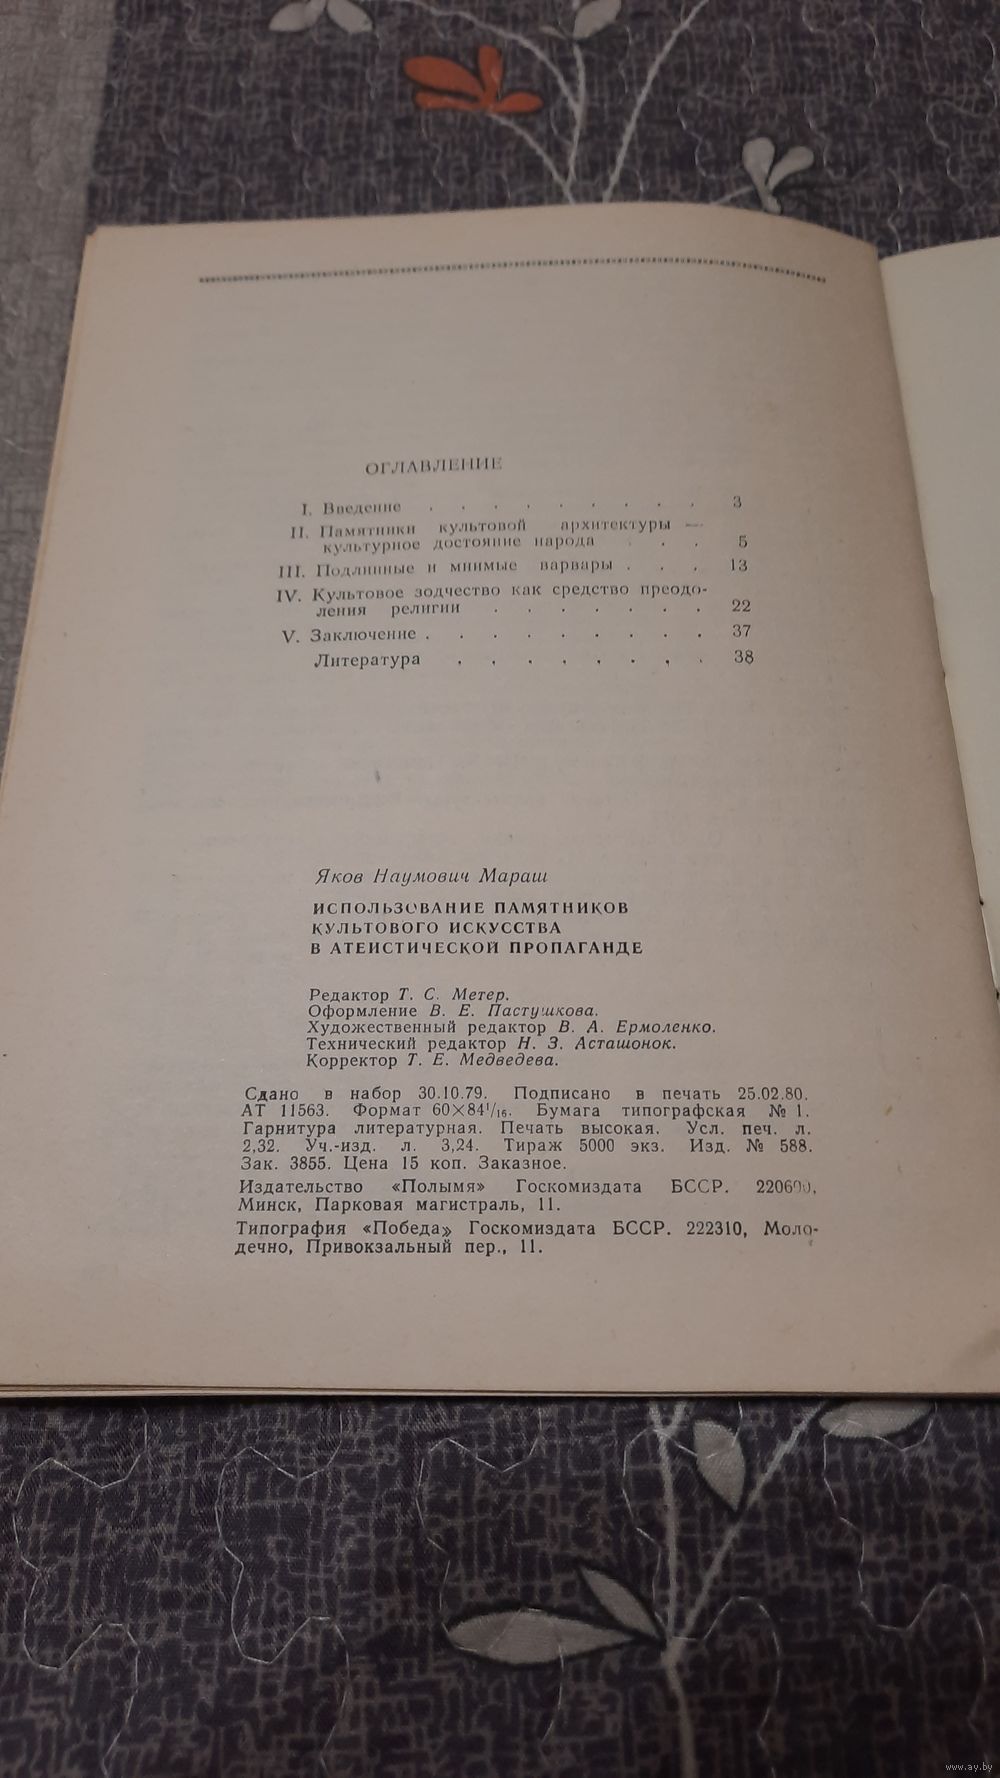 ОГЛАВЛЕНИЕ
I. Введение . . . . . . . . 3
II. Памятники культовой архитектуры —
культурное достояние народа . . . 5
III. Подлинные и мнимые варвары . . . 13
IV. Культовое зодчество как средство преодо-
ления религии . . . . . . . 22
V. Заключение . . . . . . . . . 37
Литература . . . . . . . . 38
Яков Наумович Мараш
ИСПОЛЬЗОВАНИЕ ПАМЯТНИКОВ
КУЛЬТОВОГО ИСКУССТВА
В АТЕИСТИЧЕСКОЙ ПРОПАГАНДЕ
Редактор Т. С. Метер.
Оформление В. Е. Пастушкова.
Художественный редактор В. А. Ермоленко.
Технический редактор Н. З. Асташонок.
Корректор Т. Е. Медведева.
Сдано в набор 30.10.79. Подписано в печать 25.02.80.
АТ 11563. Формат 60×84¹/₁₆. Бумага типографская № 1.
Гарнитура литературная. Печать высокая. Усл. печ. л.
2,32. Уч.-изд. л. 3,24. Тираж 5000 экз. Изд. № 588.
Зак. 3855. Цена 15 коп. Заказное.
Издательство «Полымя» Госкомиздата БССР. 220600,
Минск, Парковая магистраль, 11.
Типография «Победа» Госкомиздата БССР. 222310, Моло-
дечно, Привокзальный пер., 11.
www.ay.by